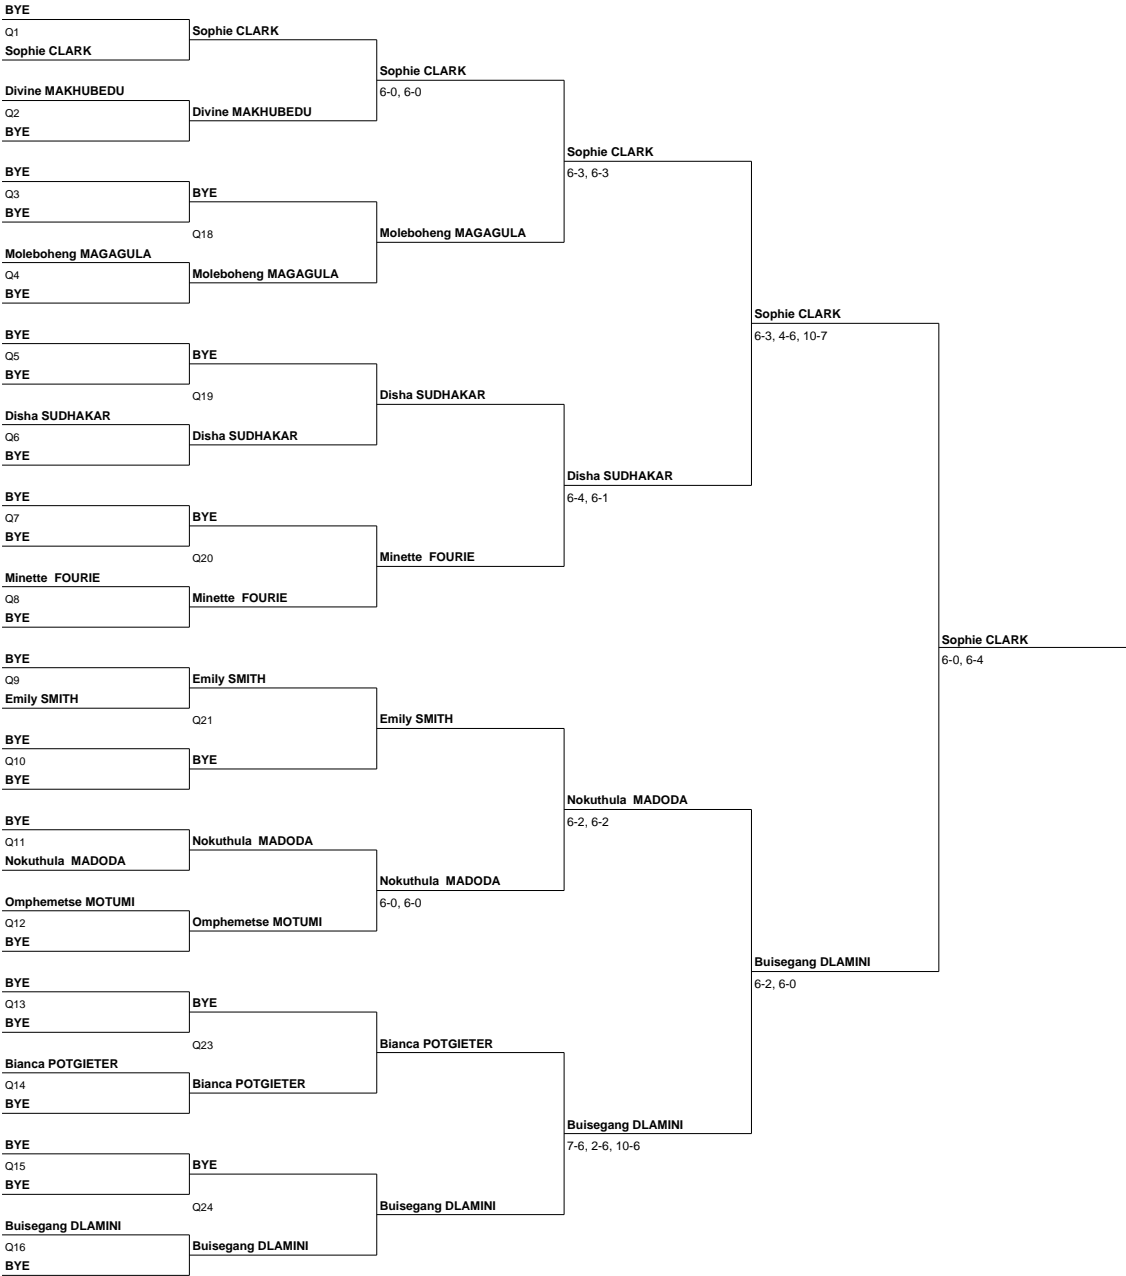 BYE
Q1
Sophie CLARK
Sophie CLARK
Sophie CLARK
6-0, 6-0
Divine MAKHUBEDU
Q2
Divine MAKHUBEDU
BYE
Sophie CLARK
6-3, 6-3
BYE
Q3
BYE
BYE
Q18
Moleboheng MAGAGULA
Moleboheng MAGAGULA
Q4
Moleboheng MAGAGULA
BYE
Sophie CLARK
6-3, 4-6, 10-7
BYE
Q5
BYE
BYE
Q19
Disha SUDHAKAR
Disha SUDHAKAR
Q6
Disha SUDHAKAR
BYE
Disha SUDHAKAR
6-4, 6-1
BYE
Q7
BYE
BYE
Q20
Minette FOURIE
Minette FOURIE
Q8
Minette FOURIE
BYE
Sophie CLARK
6-0, 6-4
BYE
Q9
Emily SMITH
Emily SMITH
Q21
Emily SMITH
BYE
Q10
BYE
BYE
Nokuthula MADODA
6-2, 6-2
BYE
Q11
Nokuthula MADODA
Nokuthula MADODA
Nokuthula MADODA
6-0, 6-0
Omphemetse MOTUMI
Q12
Omphemetse MOTUMI
BYE
Buisegang DLAMINI
6-2, 6-0
BYE
Q13
BYE
BYE
Q23
Bianca POTGIETER
Bianca POTGIETER
Q14
Bianca POTGIETER
BYE
Buisegang DLAMINI
7-6, 2-6, 10-6
BYE
Q15
BYE
BYE
Q24
Buisegang DLAMINI
Buisegang DLAMINI
Q16
Buisegang DLAMINI
BYE